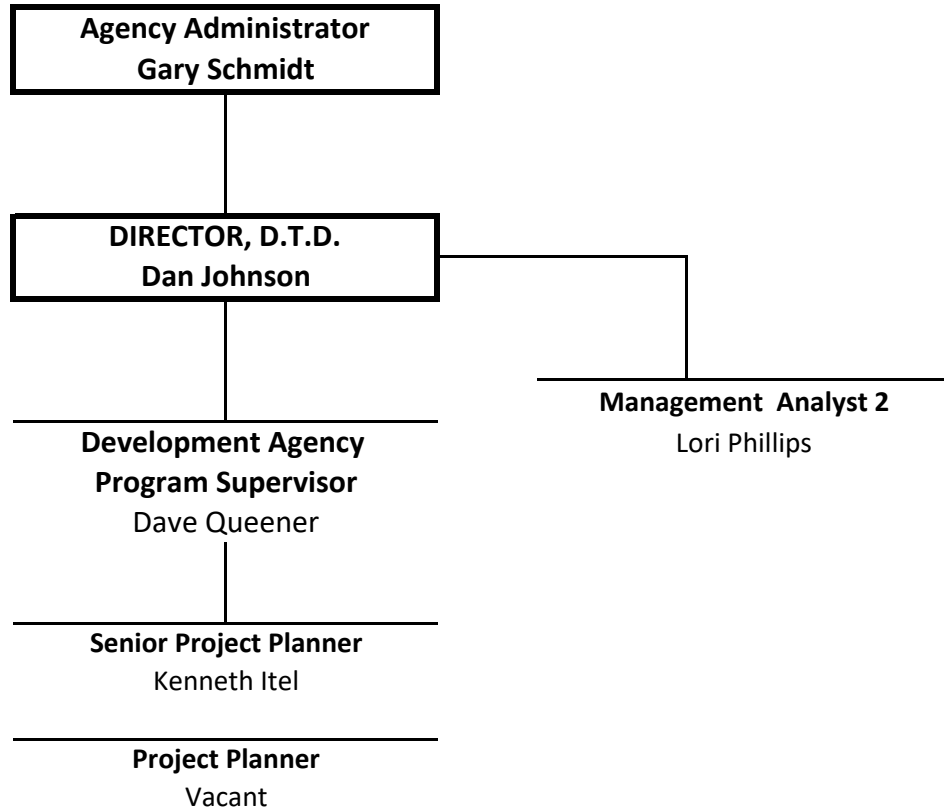 Agency Administrator
Gary Schmidt
DIRECTOR, D.T.D.
Dan Johnson
Management Analyst 2
Lori Phillips
Development Agency
Program Supervisor
Dave Queener
Senior Project Planner
Kenneth Itel
Project Planner
Vacant